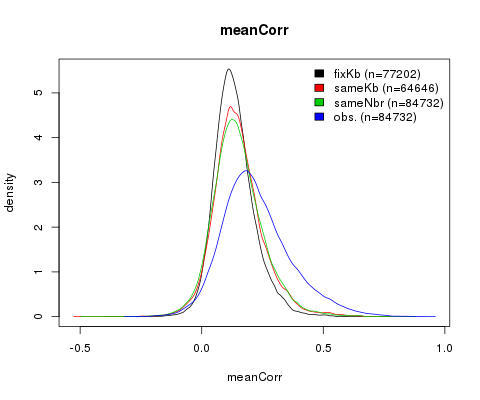 meanCorr
fixKb (n=77202)
sameKb (n=64646)
sameNbr (n=84732)
obs. (n=84732)
density
5
4
3
2
1
0
-0.5 0.0 0.5 1.0
meanCorr